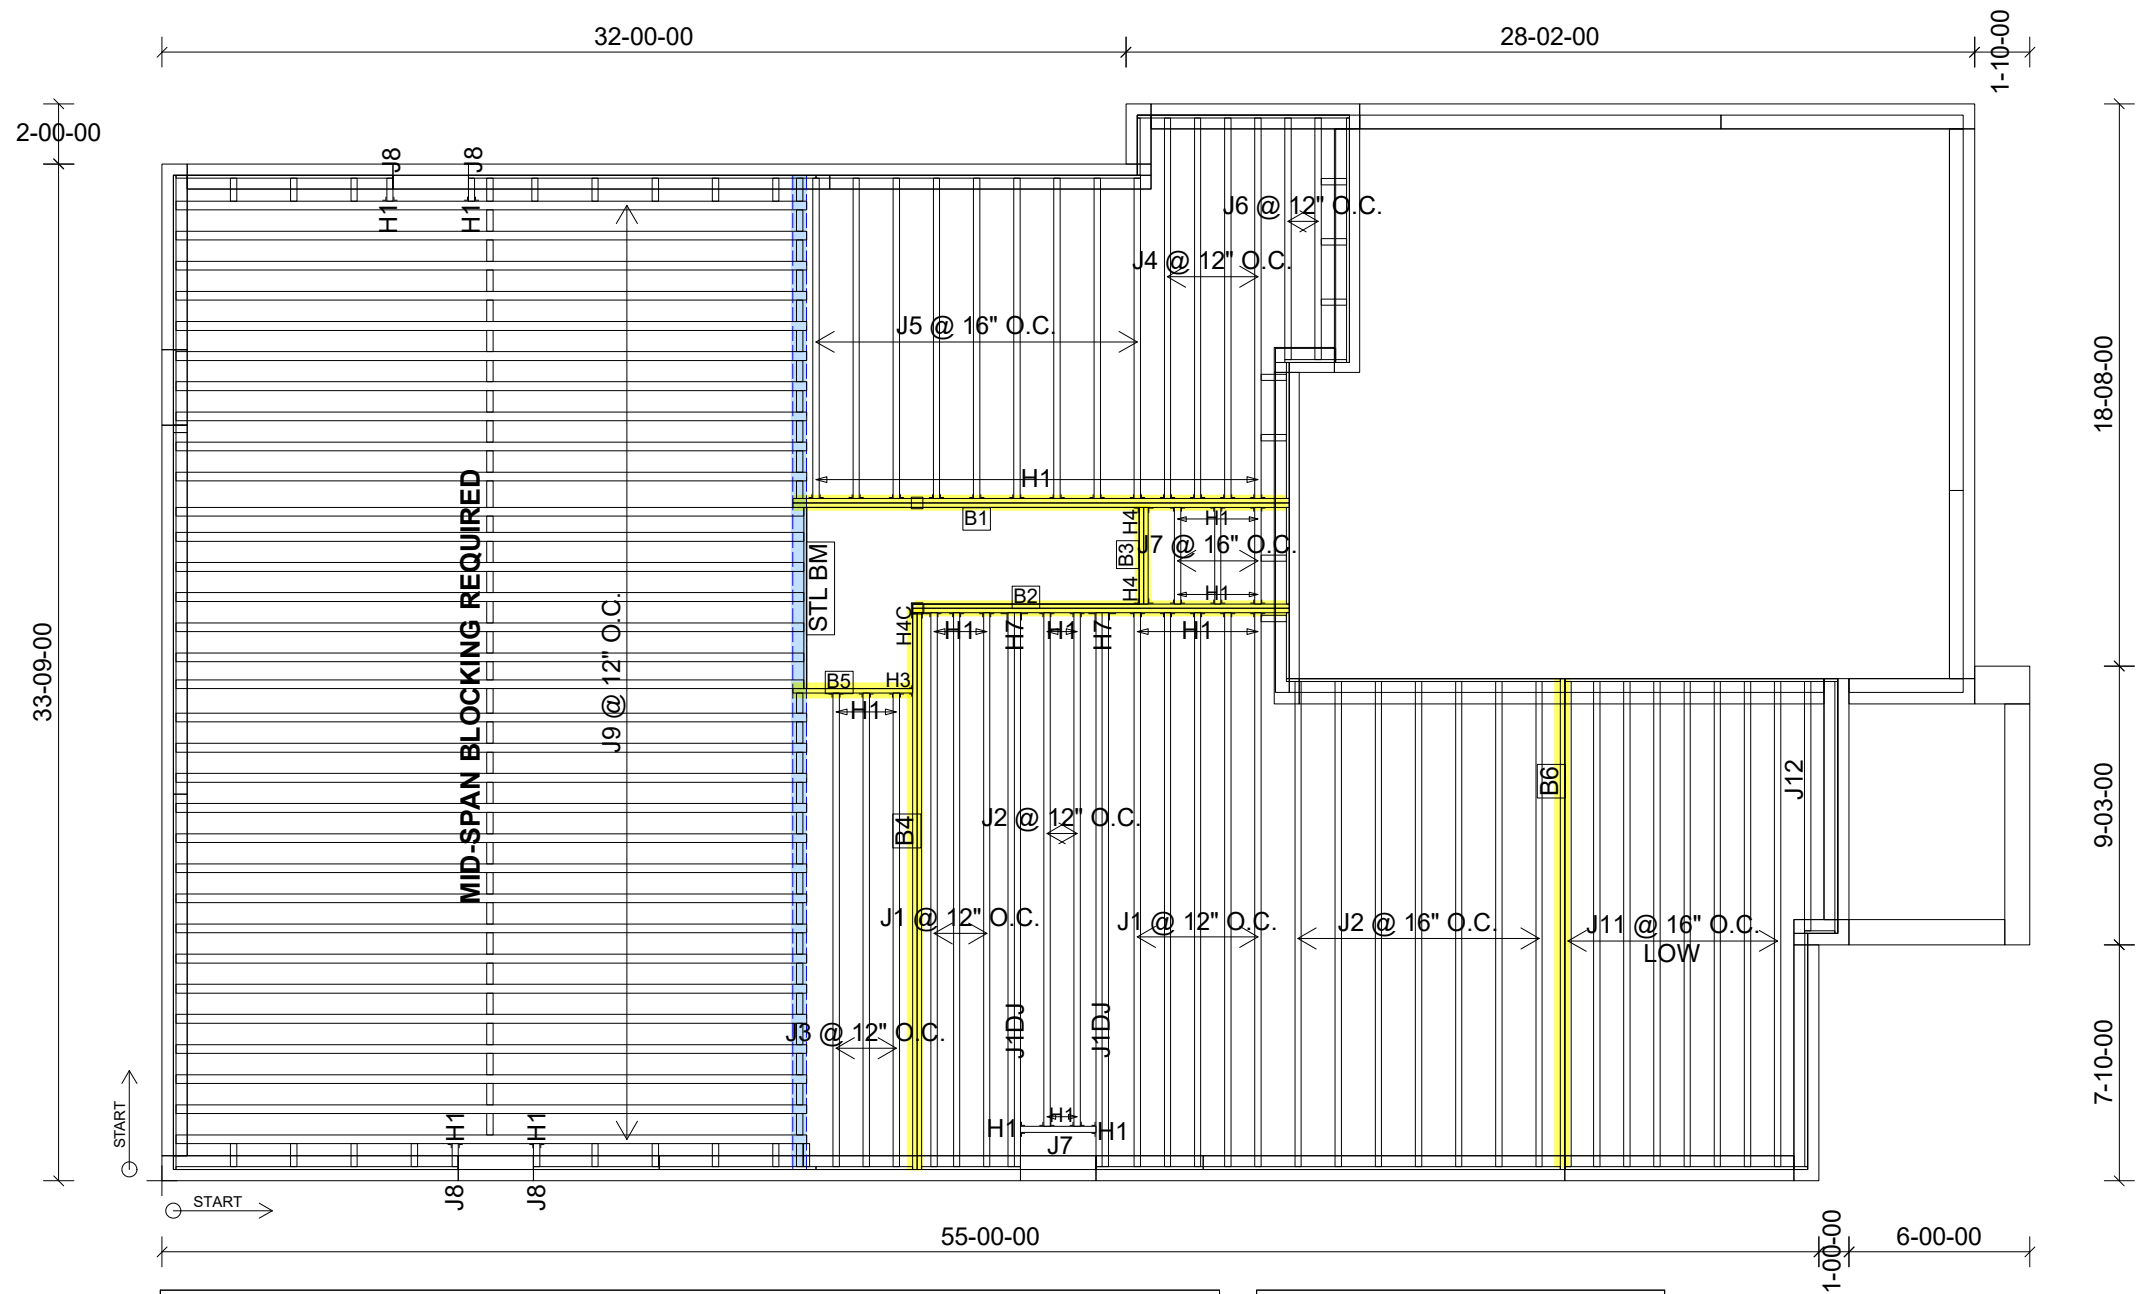 32-00-00
28-02-00
1-10-00
2-00-00
J8
J8
H1
H1
J6 @ 12" O.C.
J4 @ 12" O.C.
J5 @ 16" O.C.
18-08-00
H1
B1
H4
H1
B3
J7 @ 16" O.C.
STL BM
H4
H1
B2
MID-SPAN BLOCKING REQUIRED
J9 @ 12" O.C.
33-09-00
H4C
H1
H7
H1
H7
H1
B5
H3
H1
B4
B6
J12
9-03-00
J2 @ 12" O.C.
J1 @ 12" O.C.
J1 @ 12" O.C.
J2 @ 16" O.C.
J11 @ 16" O.C.
LOW
J3 @ 12" O.C.
J1DJ
J1DJ
7-10-00
H1
H1
H1
H1
H1
J7
START
START
J8
J8
55-00-00
1-00-00
6-00-00